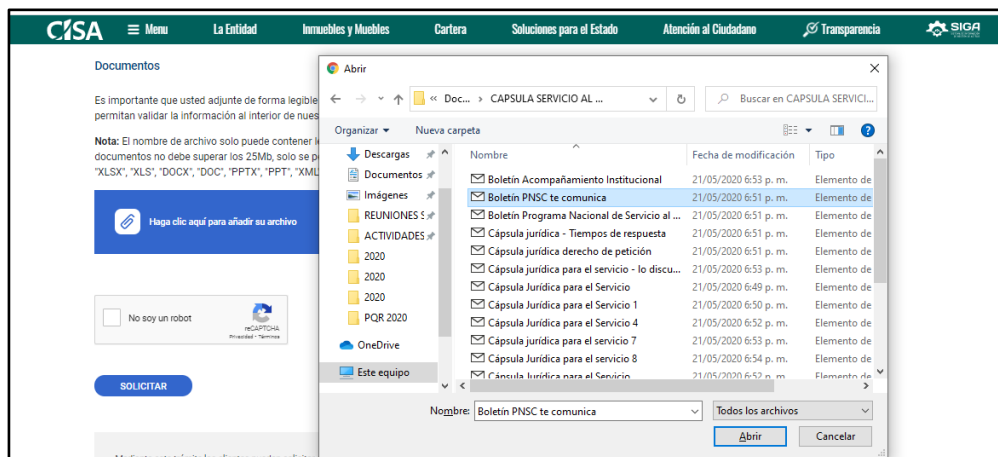 CISA
Menu
La Entidad
Inmuebles y Muebles
Cartera
Soluciones para el Estado
Atención al Ciudadano
Transparencia
SIGA
Documentos
Es importante que usted adjunte de forma legible
permitan validar la información al interior de nues
Nota: El nombre de archivo solo puede contener l
documentos no debe superar los 25Mb, solo se p
"XLSX", "XLS", "DOCX", "DOC", "PPTX", "PPT", "XML
Haga clic aquí para añadir su archivo
No soy un robot
reCAPTCHA
Privacidad - Términos
SOLICITAR
Abrir
« Doc... › CAPSULA SERVICIO AL ...
Buscar en CAPSULA SERVICI...
Organizar
Nueva carpeta
Descargas
Documentos
Imágenes
REUNIONES S
ACTIVIDADES
2020
2020
2020
PQR 2020
OneDrive
Este equipo
Nombre Fecha de modificación Tipo
Boletín Acompañamiento Institucional 21/05/2020 6:53 p. m. Elemento de
Boletín PNSC te comunica 21/05/2020 6:51 p. m. Elemento de
Boletín Programa Nacional de Servicio al ... 21/05/2020 6:51 p. m. Elemento de
Cápsula jurídica - Tiempos de respuesta 21/05/2020 6:51 p. m. Elemento de
Cápsula jurídica derecho de petición 21/05/2020 6:51 p. m. Elemento de
Cápsula jurídica para el servicio - lo discu... 21/05/2020 6:53 p. m. Elemento de
Cápsula Jurídica para el Servicio 21/05/2020 6:49 p. m. Elemento de
Cápsula Jurídica para el Servicio 1 21/05/2020 6:50 p. m. Elemento de
Cápsula Jurídica para el Servicio 4 21/05/2020 6:52 p. m. Elemento de
Cápsula Jurídica para el servicio 7 21/05/2020 6:53 p. m. Elemento de
Cápsula Jurídica para el servicio 8 21/05/2020 6:54 p. m. Elemento de
Cápsula Jurídica para el Servicio 21/05/2020 6:52 p. m. Elemento de
Nombre: Boletín PNSC te comunica
Todos los archivos
Abrir
Cancelar